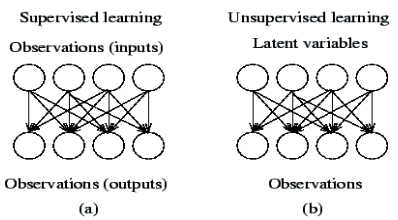 Supervised learning
Observations (inputs)
Observations (outputs)
(a)
Unsupervised learning
Latent variables
Observations
(b)